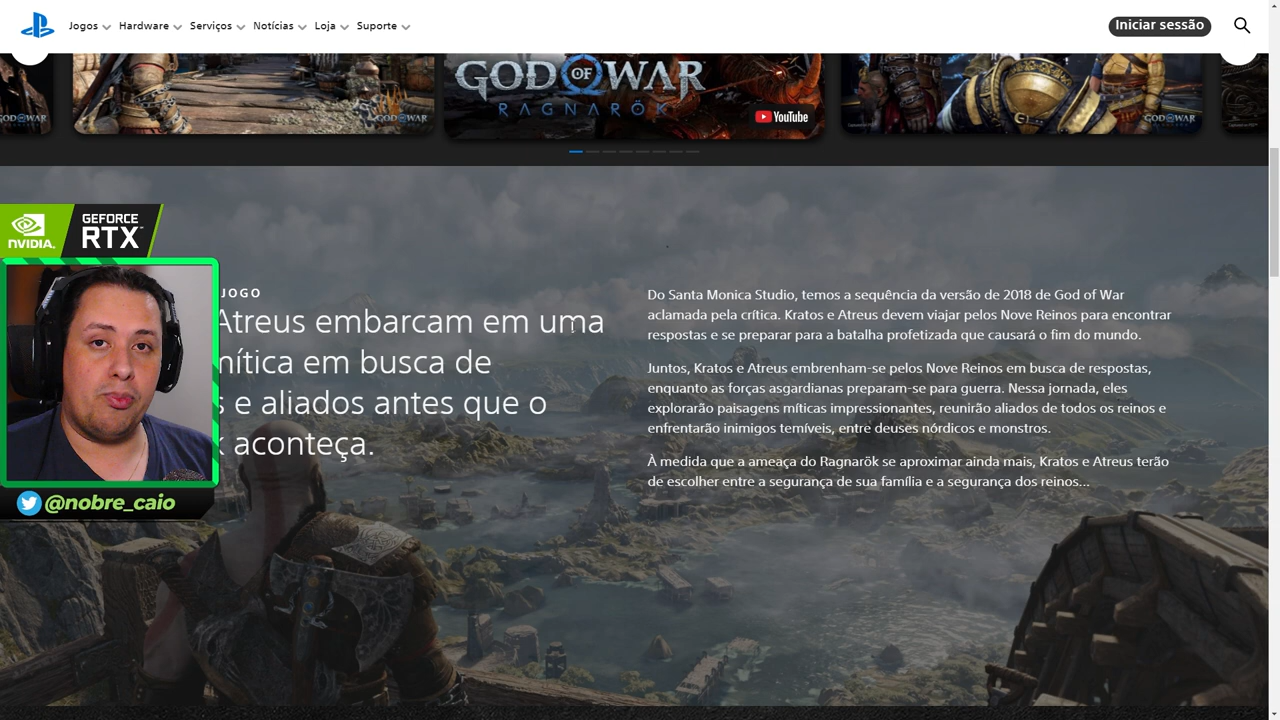 Jogos
Hardware
Serviços
Notícias
Loja
Suporte
Iniciar sessão
GOD OF WAR
GOD OF WAR
RAGNARÖK
YouTube
GOD OF WAR
NVIDIA.
GEFORCE
RTX
JOGO
Atreus embarcam em uma
mítica em busca de
e aliados antes que o
aconteça.
Do Santa Monica Studio, temos a sequência da versão de 2018 de God of War
aclamada pela crítica. Kratos e Atreus devem viajar pelos Nove Reinos para encontrar
respostas e se preparar para a batalha profetizada que causará o fim do mundo.
Juntos, Kratos e Atreus embrenham-se pelos Nove Reinos em busca de respostas,
enquanto as forças asgardianas preparam-se para guerra. Nessa jornada, eles
explorarão paisagens míticas impressionantes, reunirão aliados de todos os reinos e
enfrentarão inimigos temíveis, entre deuses nórdicos e monstros.
À medida que a ameaça do Ragnarök se aproximar ainda mais, Kratos e Atreus terão
de escolher entre a segurança de sua família e a segurança dos reinos...
@nobre_caio